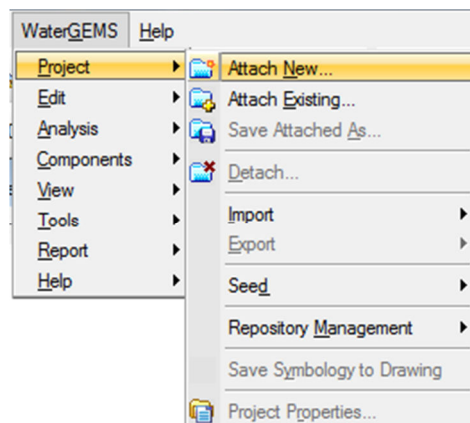 WaterGEMS Help
Project
Edit
Analysis
Components
View
Tools
Report
Help
Attach New...
Attach Existing...
Save Attached As...
Detach...
Import
Export
Seed
Repository Management
Save Symbology to Drawing
Project Properties...